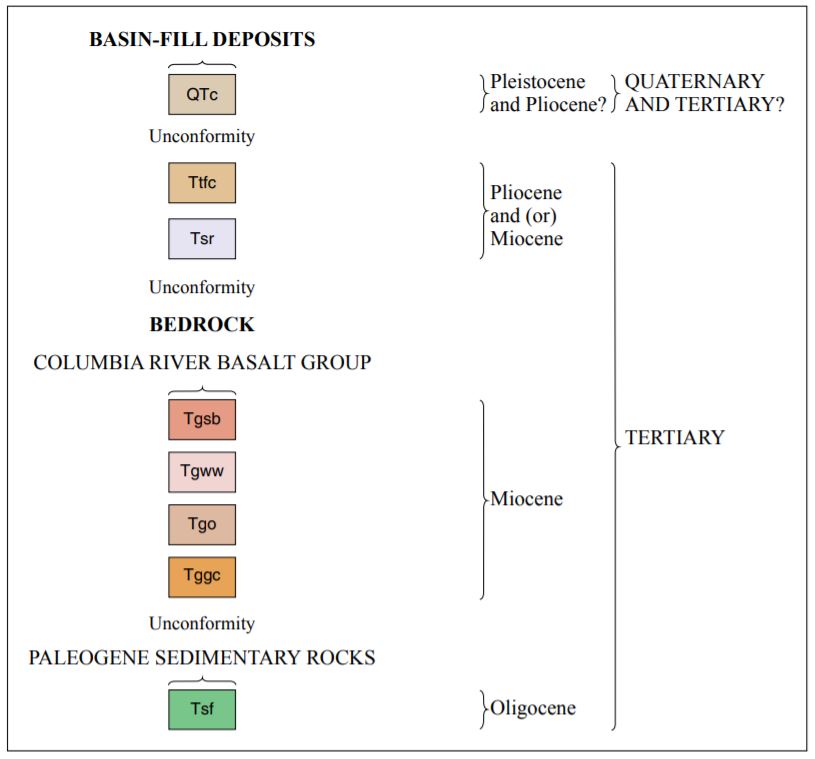 BASIN-FILL DEPOSITS
QTc
Pleistocene
and Pliocene?
QUATERNARY
AND TERTIARY?
Unconformity
Ttfc
Tsr
Pliocene
and (or)
Miocene
Unconformity
BEDROCK
COLUMBIA RIVER BASALT GROUP
Tgsb
Tgww
Tgo
Tggc
Miocene
TERTIARY
Unconformity
PALEOGENE SEDIMENTARY ROCKS
Tsf
Oligocene